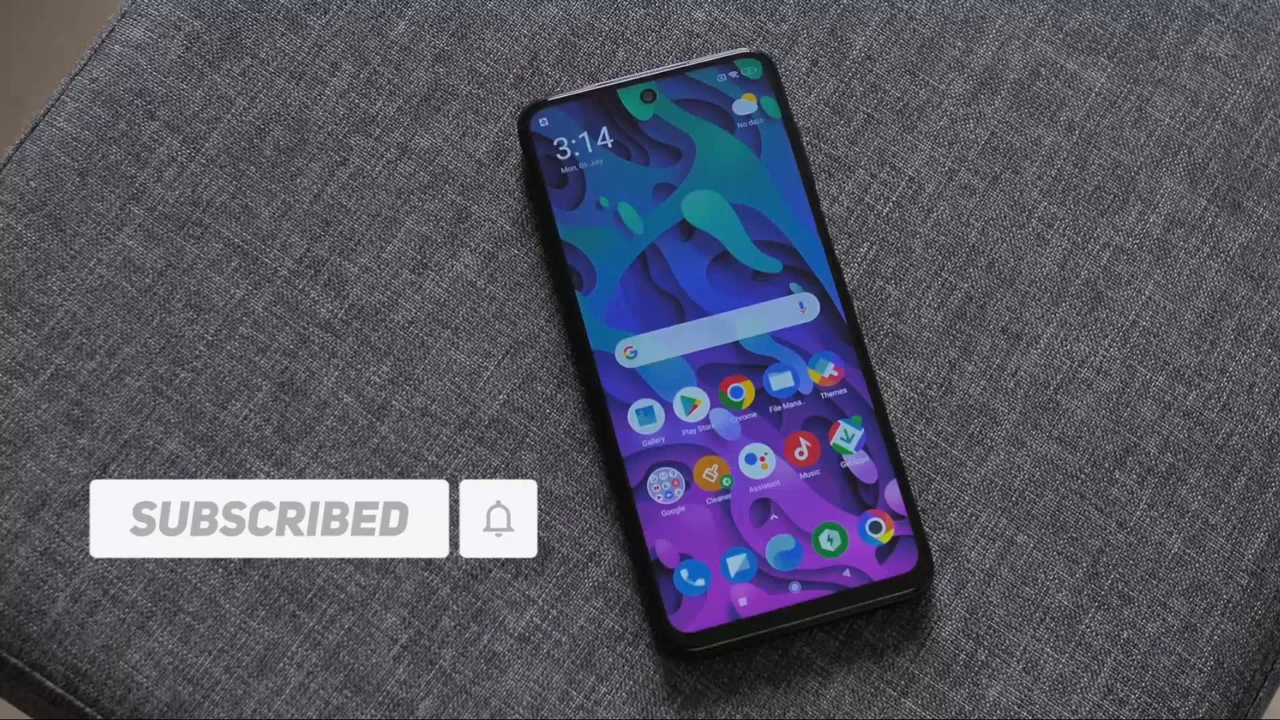 3:14
Mon, 05 July
No data
Gallery
Play Store
Chrome
File Mana..
Themes
Google
Cleaner
Assistant
Music
GetApps
SUBSCRIBED